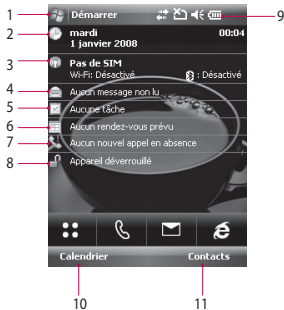 1 Démarrer 9
2 mardi 00:04
1 janvier 2008
3 Pas de SIM
Wi-Fi: Désactivé : Désactivé
4 Aucun message non lu
5 Aucune tâche
6 Aucun rendez-vous prévu
7 Aucun nouvel appel en absence
8 Appareil déverrouillé
Calendrier Contacts
10 11